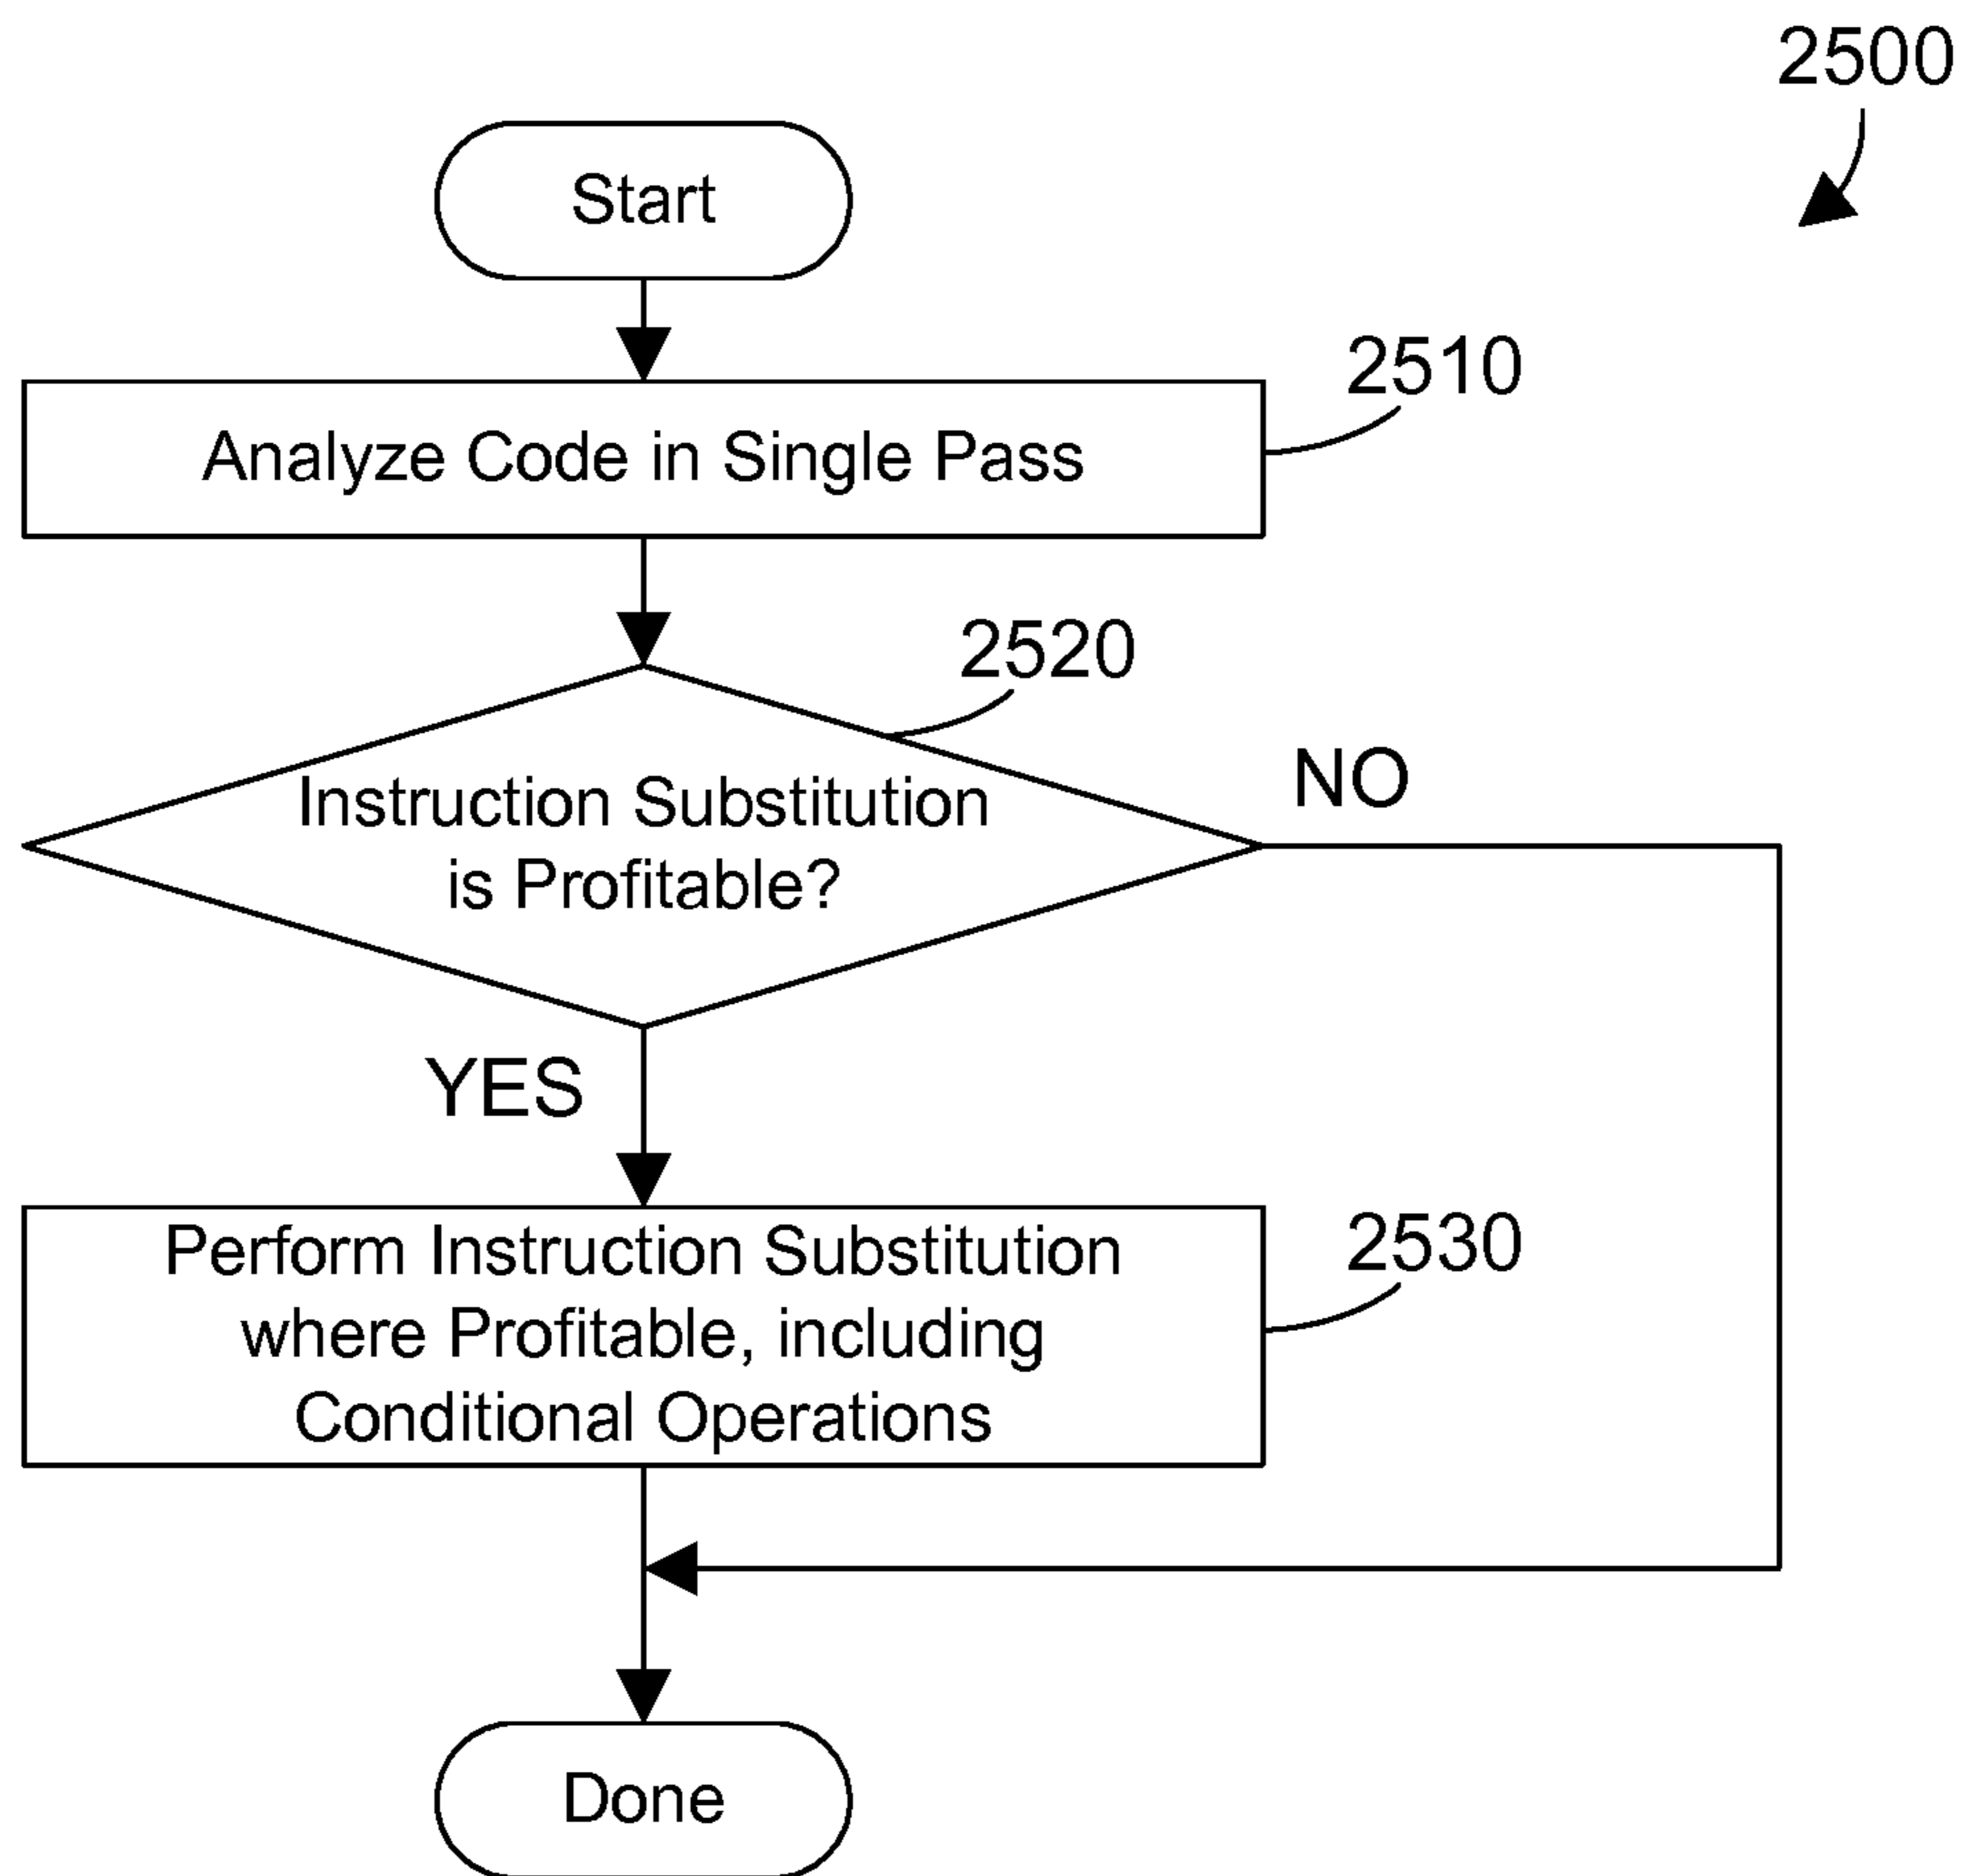 2500
Start
2510
Analyze Code in Single Pass
2520
NO
Instruction Substitution
is Profitable?
YES
2530
Perform Instruction Substitution
where Profitable, including
Conditional Operations
Done